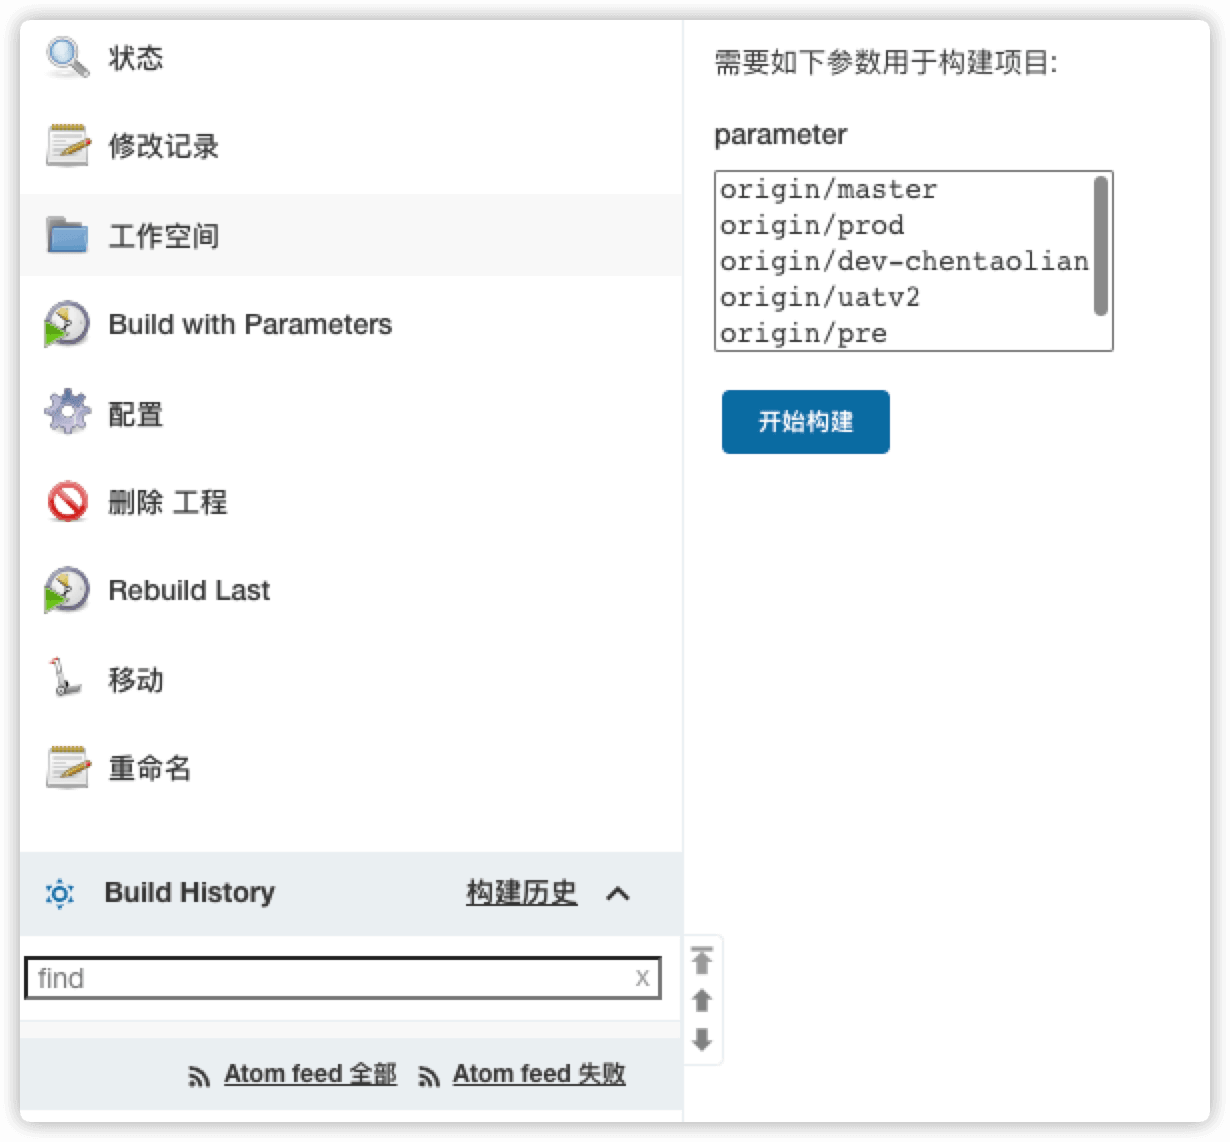 状态
修改记录
工作空间
Build with Parameters
配置
删除 工程
Rebuild Last
移动
重命名
Build History 构建历史
find x
Atom feed 全部 Atom feed 失败
需要如下参数用于构建项目:
parameter
origin/master
origin/prod
origin/dev-chentaolian
origin/uatv2
origin/pre
开始构建